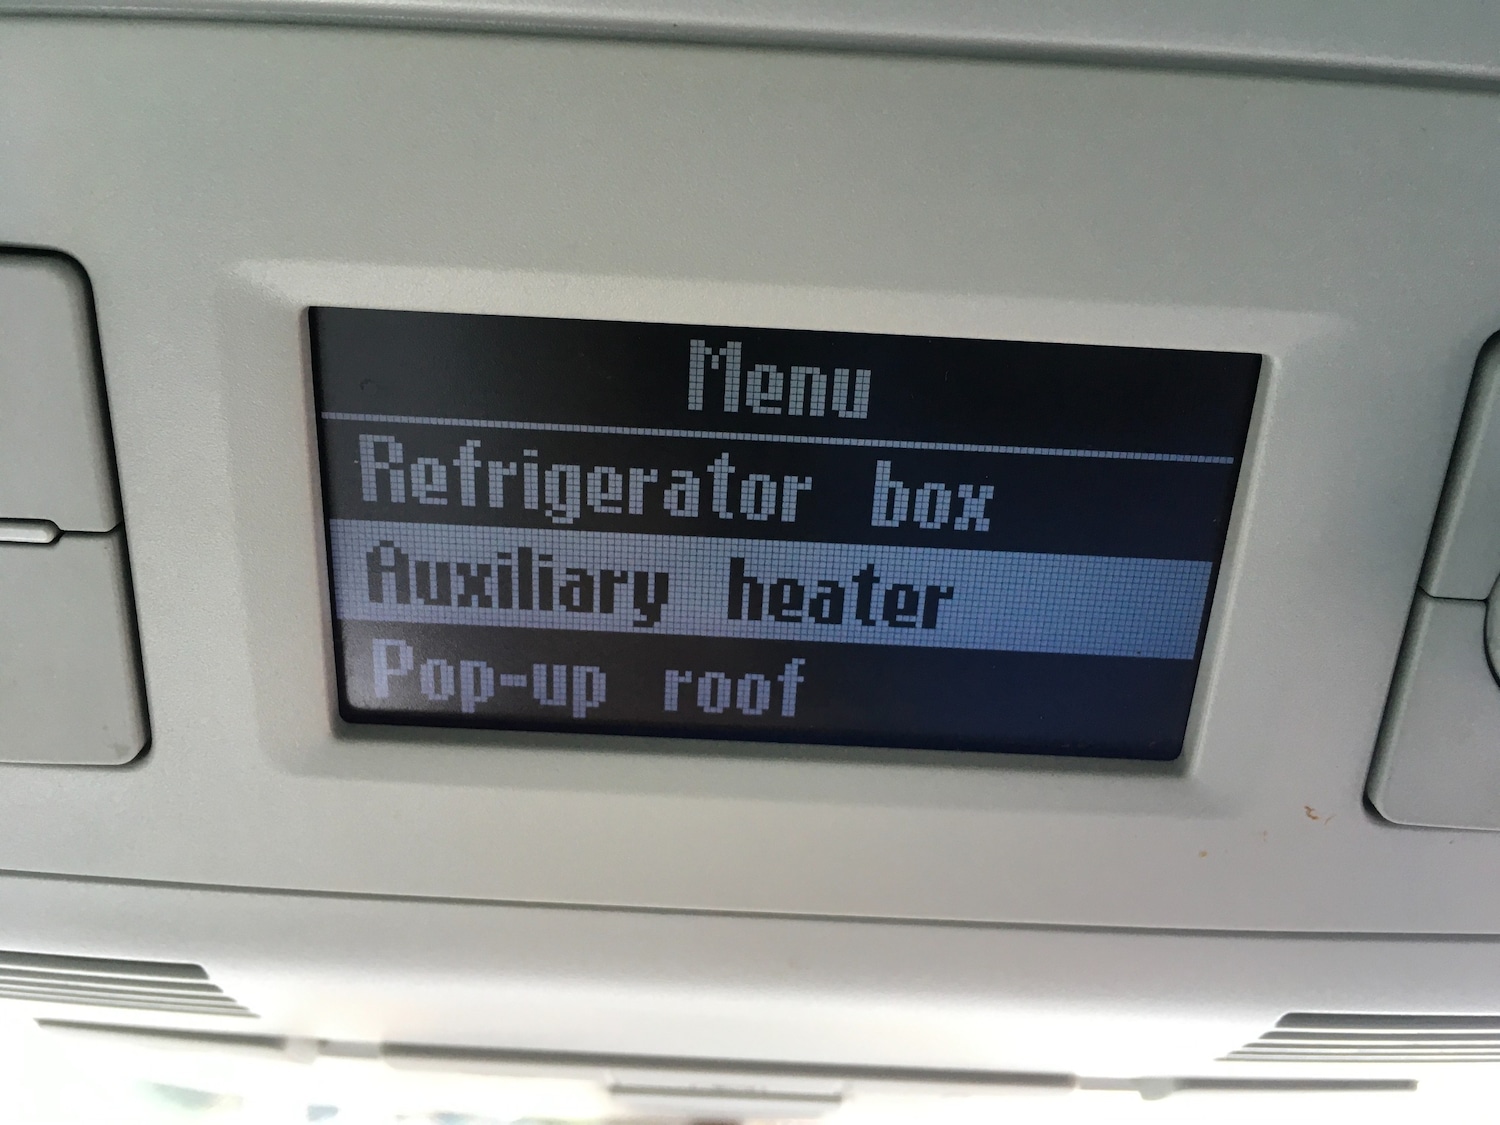 Menu
Refrigerator box
Auxiliary heater
Pop-up roof